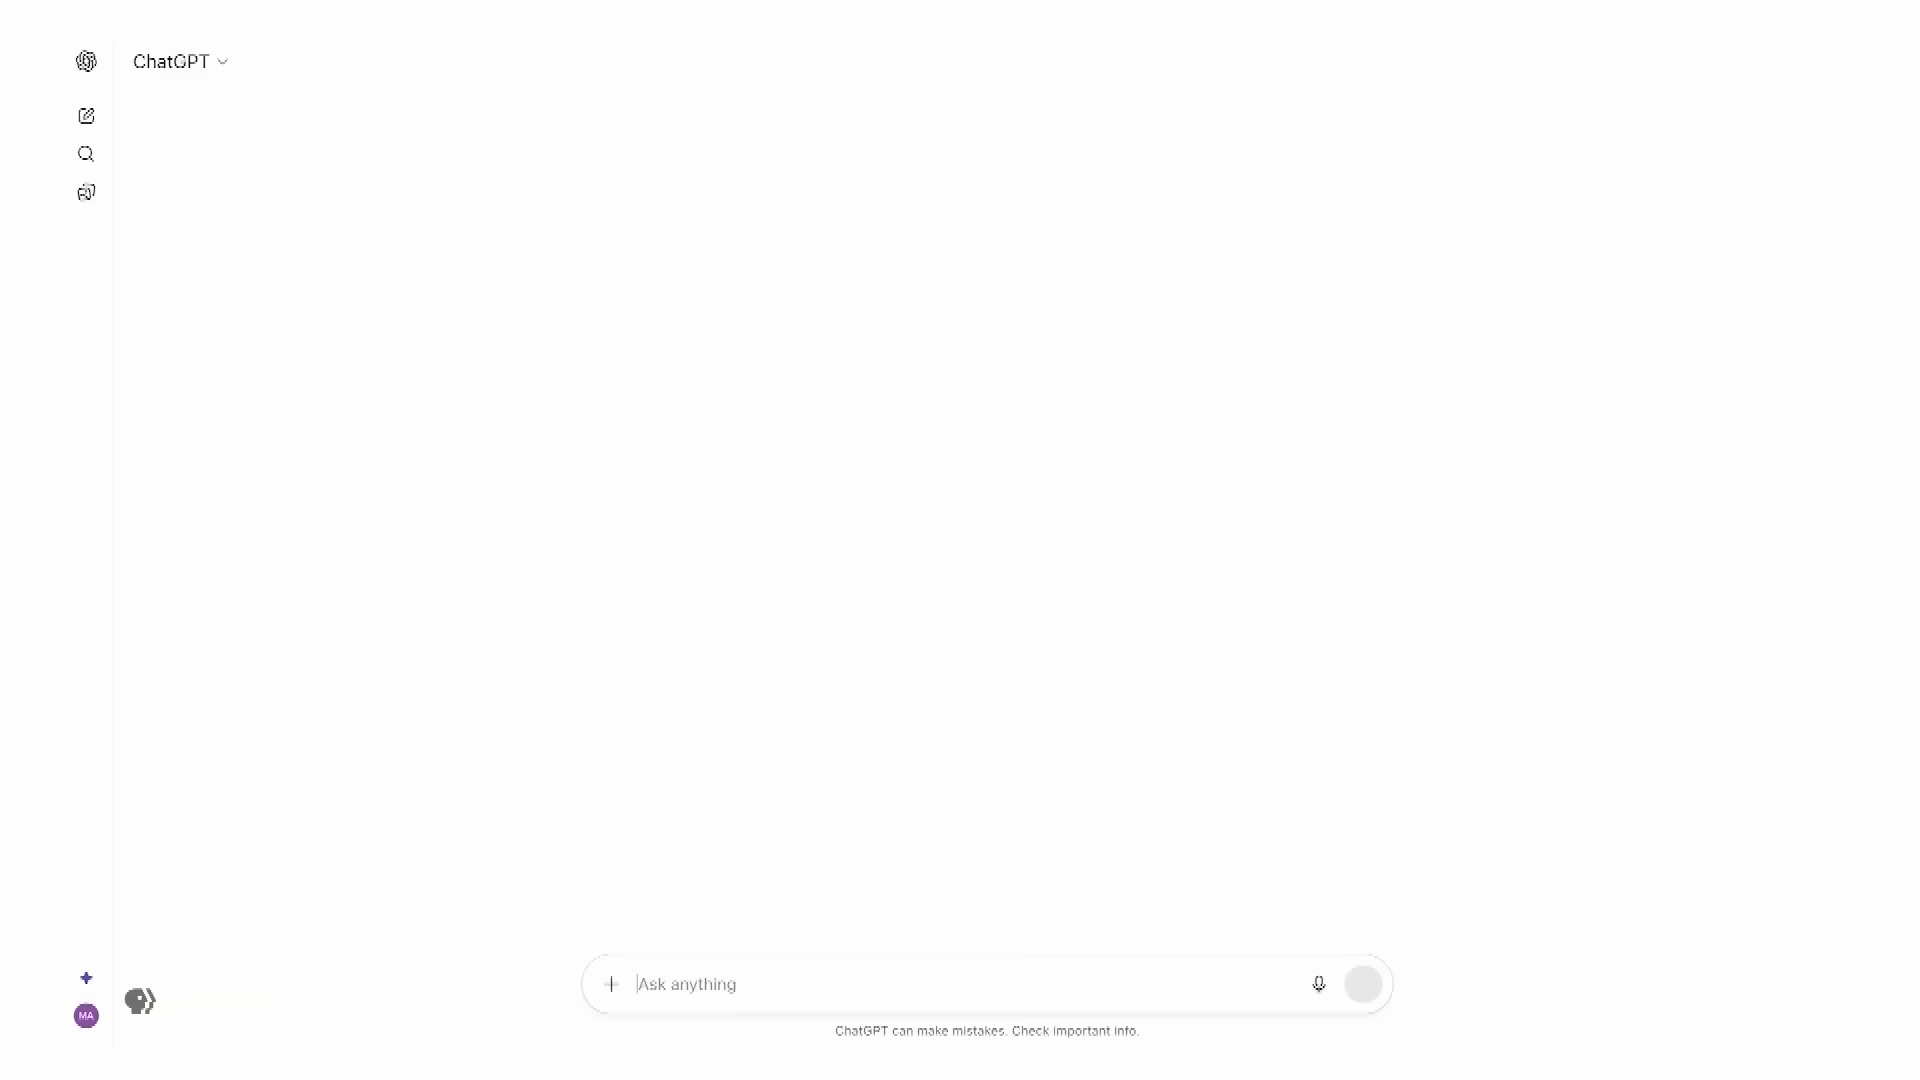 ChatGPT
Ask anything
ChatGPT can make mistakes. Check important info.
MA